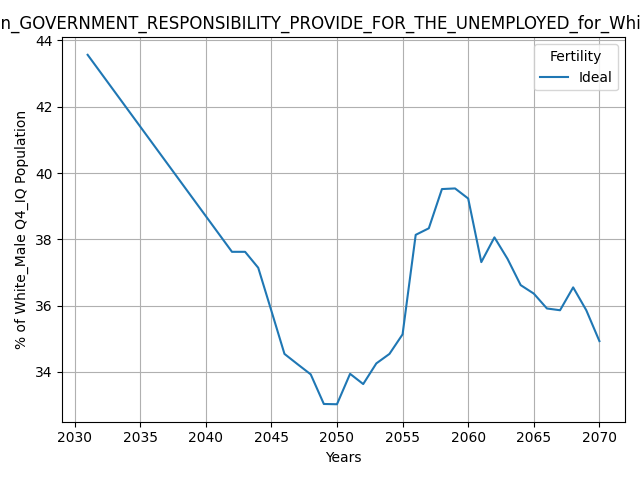 n_GOVERNMENT_RESPONSIBILITY_PROVIDE_FOR_THE_UNEMPLOYED_for_Whi
44
42
40
38
36
34
% of White_Male Q4_IQ Population
Fertility
Ideal
2030 2035 2040 2045 2050 2055 2060 2065 2070
Years